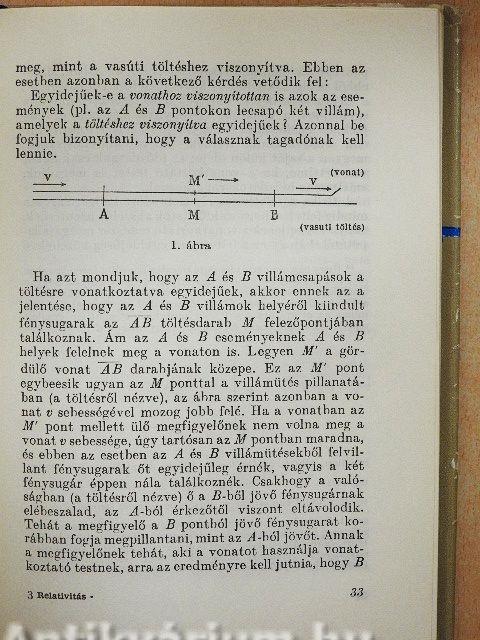 meg, mint a vasúti töltéshez viszonyítva. Ebben az
esetben azonban a következő kérdés vetődik fel:
Egyidejűek-e a vonathoz viszonyítottan is azok az ese-
mények (pl. az A és B pontokon lecsapó két villám),
amelyek a töltéshez viszonyítva egyidejűek? Azonnal be
fogjuk bizonyítani, hogy a válasznak tagadónak kell
lennie.
v M' v (vonat)
A M B
(vasuti töltés)
1. ábra
Ha azt mondjuk, hogy az A és B villámcsapások a
töltésre vonatkoztatva egyidejűek, akkor ennek az a
jelentése, hogy az A és B villámok helyéről kiindult
fénysugarak az AB töltésdarab M felezőpontjában
találkoznak. Ám az A és B eseményeknek A és B
helyek felelnek meg a vonaton is. Legyen M' a gör-
dülő vonat AB darabjának közepe. Ez az M' pont
egybeesik ugyan az M ponttal a villámütés pillanatá-
ban (a töltésről nézve), az ábra szerint azonban a vo-
nat v sebességével mozog jobb felé. Ha a vonatban az
M' pont mellett ülő megfigyelőnek nem volna meg a
vonat v sebessége, úgy tartósan az M pontban maradna,
és ebben az esetben az A és B villámütésekből felvil-
lant fénysugarak őt egyidejűleg érnék, vagyis a két
fénysugár éppen nála találkoznék. Csakhogy a való-
ságban (a töltésről nézve) ő a B-ből jövő fénysugárnak
elébeszalad, az A-ból érkezőtől viszont eltávolodik.
Tehát a megfigyelő a B pontból jövő fénysugarat ko-
rábban fogja megpillantani, mint az A-ból jövőt. Annak
a megfigyelőnek tehát, aki a vonatot használja vonat-
koztató testnek, arra az eredményre kell jutnia, hogy B
3 Relativitás - 33
Antikvárium.hu